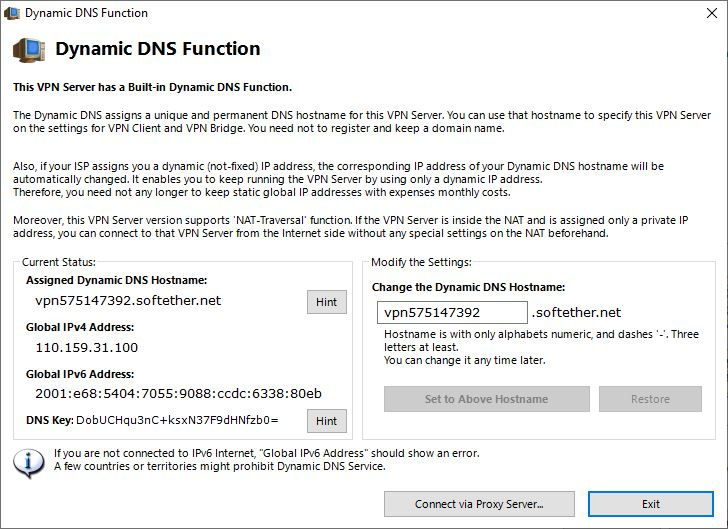 Dynamic DNS Function
Dynamic DNS Function
This VPN Server has a Built-in Dynamic DNS Function.
The Dynamic DNS assigns a unique and permanent DNS hostname for this VPN Server. You can use that hostname to specify this VPN Server
on the settings for VPN Client and VPN Bridge. You need not to register and keep a domain name.
Also, if your ISP assigns you a dynamic (not-fixed) IP address, the corresponding IP address of your Dynamic DNS hostname will be
automatically changed. It enables you to keep running the VPN Server by using only a dynamic IP address.
Therefore, you need not any longer to keep static global IP addresses with expenses monthly costs.
Moreover, this VPN Server version supports 'NAT-Traversal' function. If the VPN Server is inside the NAT and is assigned only a private IP
address, you can connect to that VPN Server from the Internet side without any special settings on the NAT beforehand.
Current Status:
Assigned Dynamic DNS Hostname:
vpn575147392.softether.net
Hint
Global IPv4 Address:
110.159.31.100
Global IPv6 Address:
2001:e68:5404:7055:9088:ccdc:6338:80eb
DNS Key: DobUCHqu3nC+ksxN37F9dHNfzb0=
Hint
Modify the Settings:
Change the Dynamic DNS Hostname:
vpn575147392 .softether.net
Hostname is with only alphabets numeric, and dashes '-'. Three
letters at least.
You can change it any time later.
Set to Above Hostname
Restore
If you are not connected to IPv6 Internet, "Global IPv6 Address" should show an error.
A few countries or territories might prohibit Dynamic DNS Service.
Connect via Proxy Server...
Exit